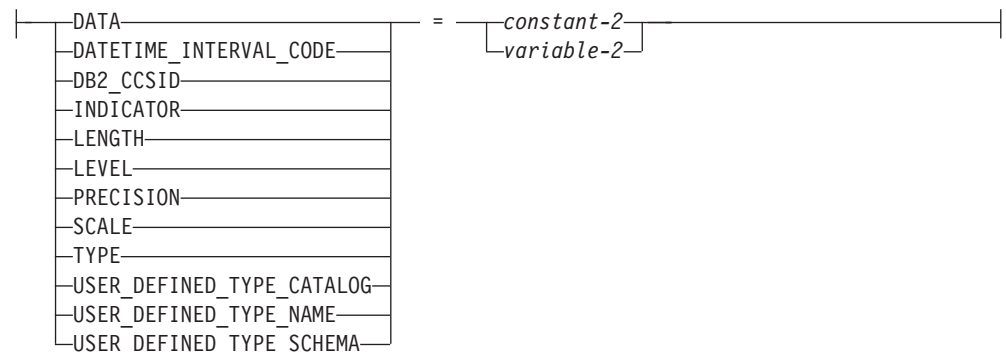 DATA = constant-2
DATETIME_INTERVAL_CODE variable-2
DB2_CCSID
INDICATOR
LENGTH
LEVEL
PRECISION
SCALE
TYPE
USER_DEFINED_TYPE_CATALOG
USER_DEFINED_TYPE_NAME
USER_DEFINED_TYPE_SCHEMA